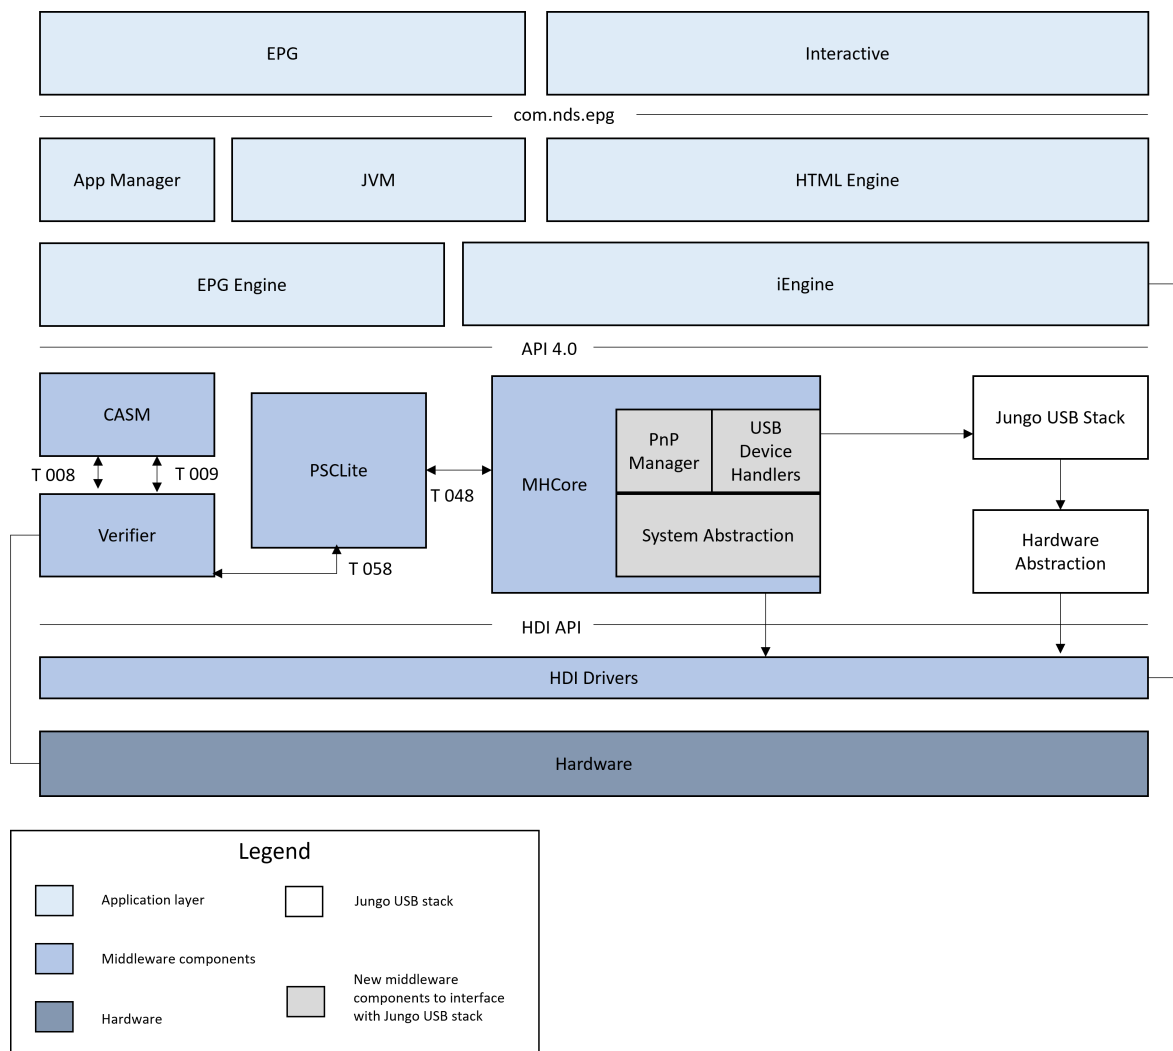 EPG
Interactive
com.nds.epg
App Manager
JVM
HTML Engine
EPG Engine
iEngine
API 4.0
CASM
T 008
T 009
Verifier
PSCLite
T 048
T 058
MHCore
PnP
Manager
USB
Device
Handlers
System Abstraction
Jungo USB Stack
Hardware
Abstraction
HDI API
HDI Drivers
Hardware
Legend
Application layer
Jungo USB stack
Middleware components
New middleware
components to interface
with Jungo USB stack
Hardware